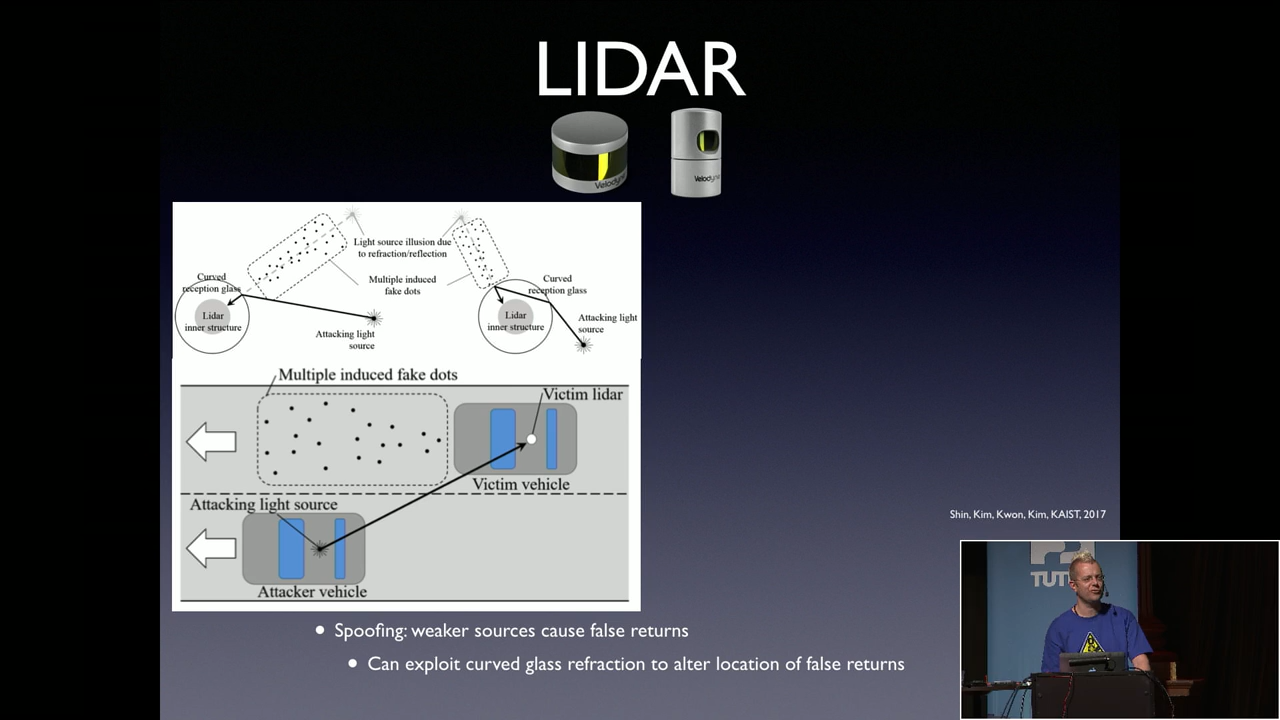 LIDAR
Velodyne
Velodyne
Light source illusion due
to refraction/reflection
Curved
reception glass
Multiple induced
fake dots
Curved
reception glass
Lidar
inner structure
Attacking light
source
Lidar
inner structure
Attacking light
source
Multiple induced fake dots
Victim lidar
Victim vehicle
Attacking light source
Attacker vehicle
Shin, Kim, Kwon, Kim, KAIST, 2017
Spoofing: weaker sources cause false returns
Can exploit curved glass refraction to alter location of false returns